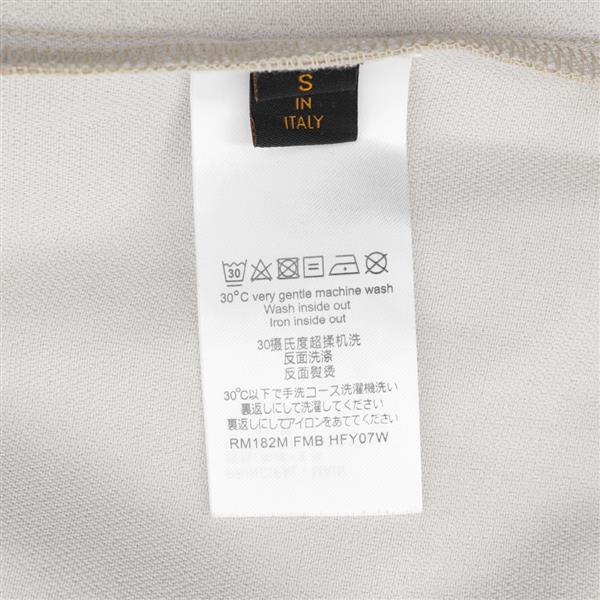 S
IN
ITALY
30
30°C very gentle machine wash
Wash inside out
Iron inside out
30摄氏度超揉机洗
反面洗涤
反面熨烫
30℃以下で手洗コース洗濯機洗い
裏返しにして洗濯してください
裏返しにしてアイロンをあててください
RM182M FMB HFY07W